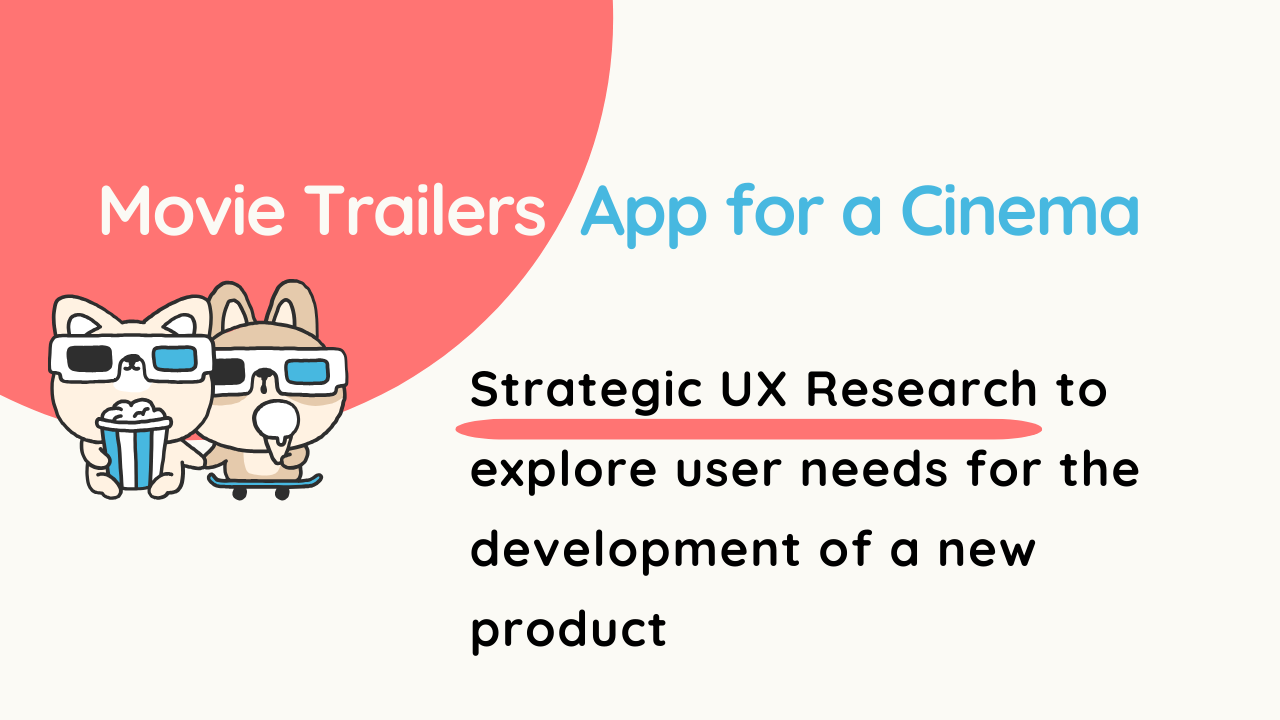 Movie Trailers App for a Cinema
Strategic UX Research to
explore user needs for the
development of a new
product